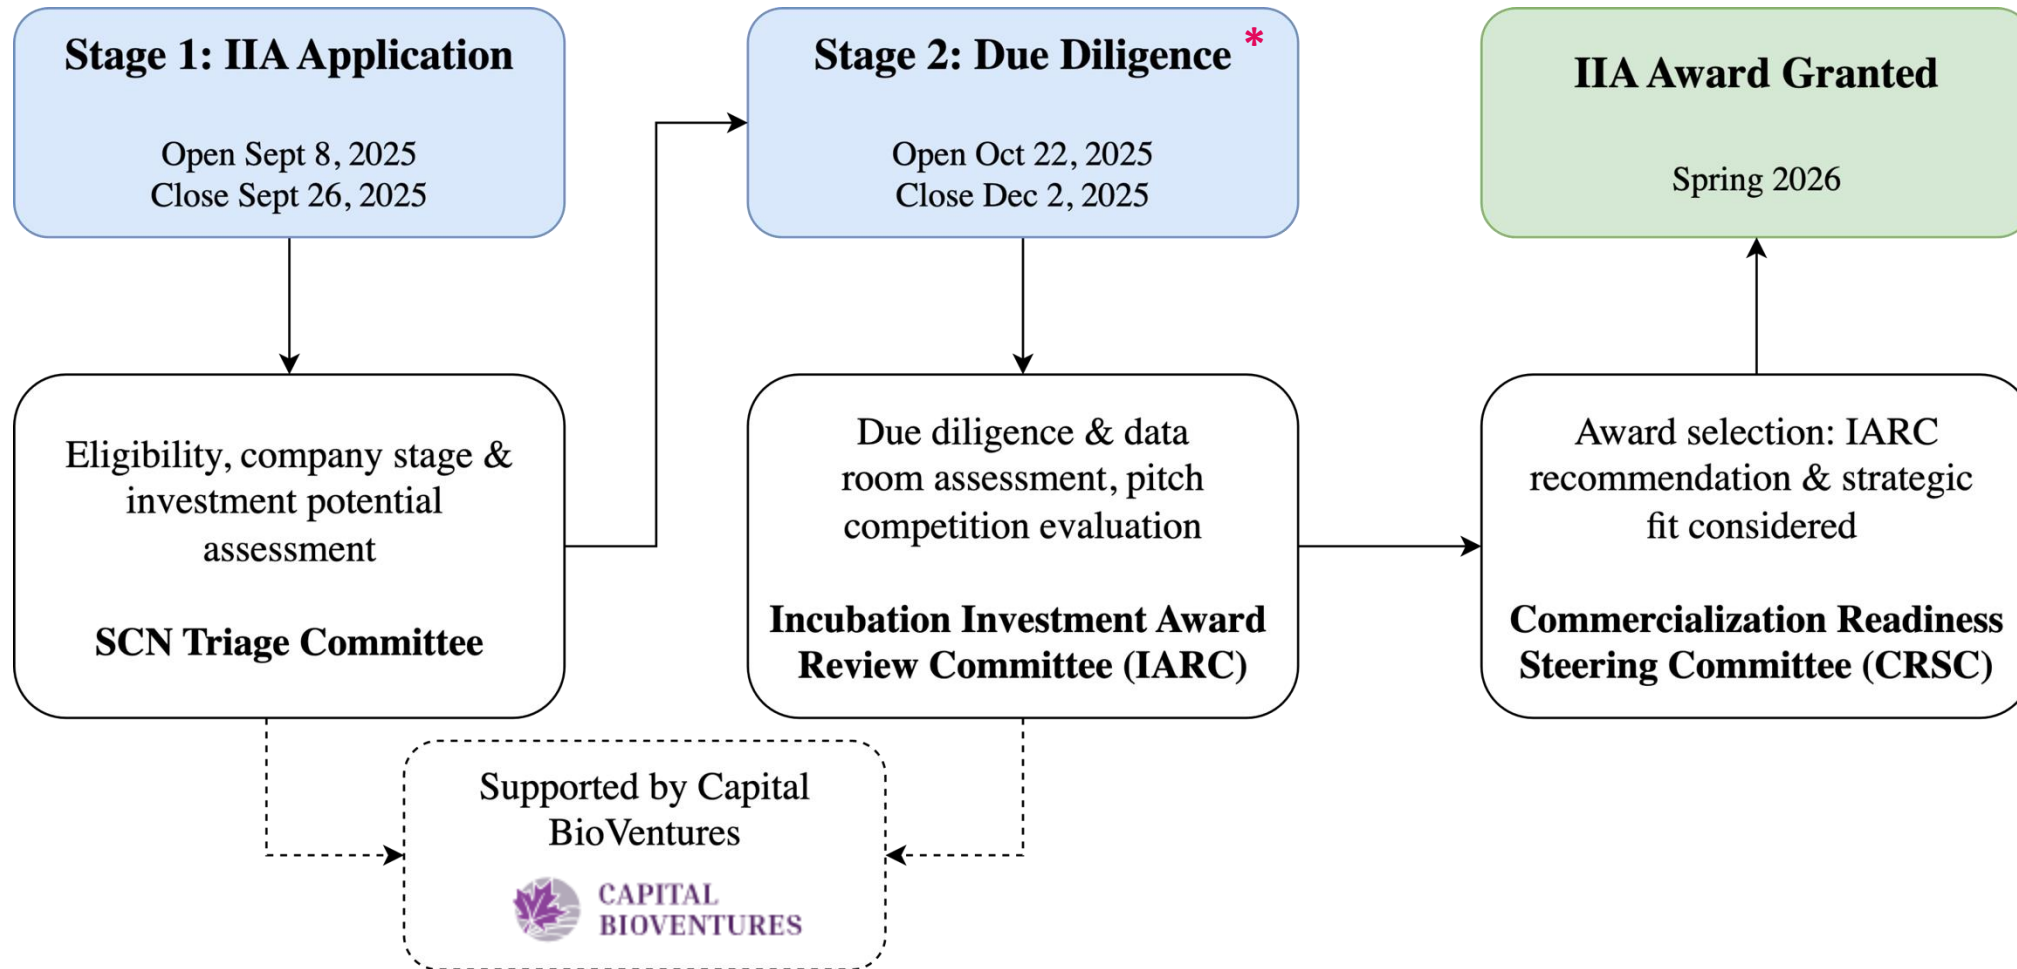 Stage 1: IIA Application
Open Sept 8, 2025
Close Sept 26, 2025
Stage 2: Due Diligence *
Open Oct 22, 2025
Close Dec 2, 2025
IIA Award Granted
Spring 2026
Eligibility, company stage &
investment potential
assessment
SCN Triage Committee
Due diligence & data
room assessment, pitch
competition evaluation
Incubation Investment Award
Review Committee (IARC)
Award selection: IARC
recommendation & strategic
fit considered
Commercialization Readiness
Steering Committee (CRSC)
Supported by Capital
BioVentures
CAPITAL
BIOVENTURES